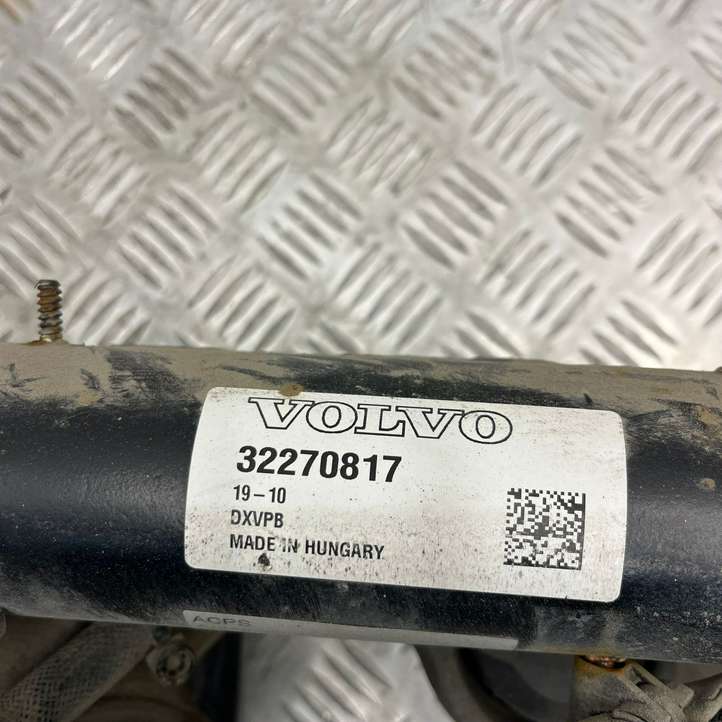 VOLVO
32270817
19-10
DXVPB
MADE IN HUNGARY
ACPS